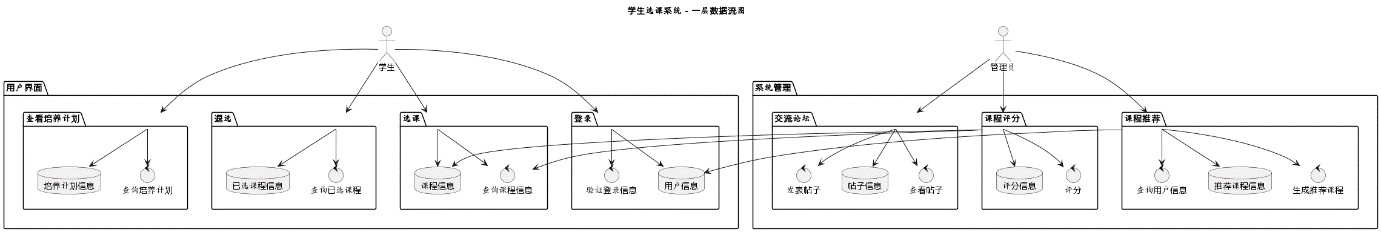 学生选课系统 - 一层数据流图
学生
管理员
用户界面
系统管理
查看培养计划
退选
选课
登录
交流论坛
课程评分
课程推荐
培养计划信息
查询培养计划
已选课程信息
查询已选课程
课程信息
查询课程信息
验证登录信息
用户信息
发表帖子
帖子信息
查看帖子
评分信息
评分
查询用户信息
推荐课程信息
生成推荐课程